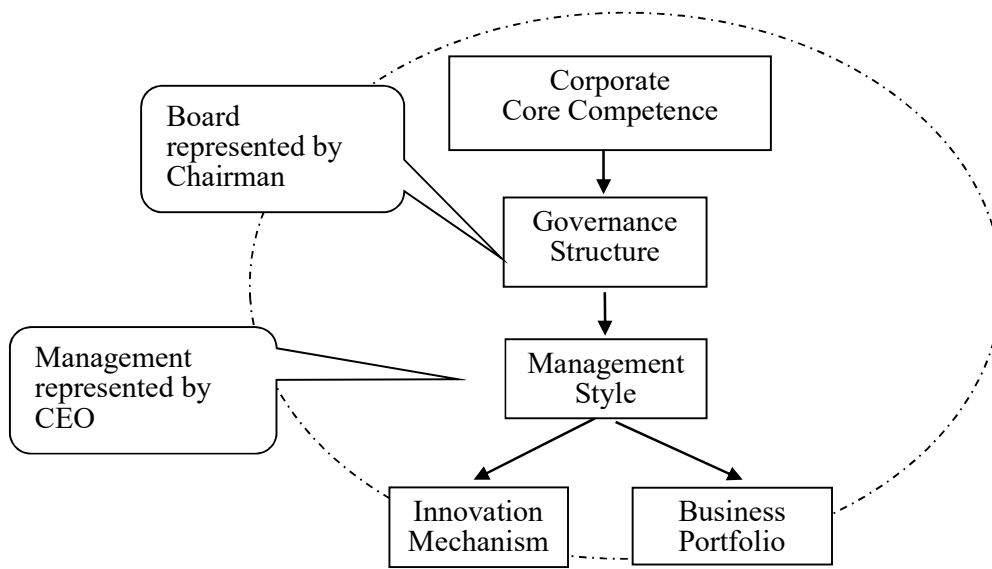 Corporate
Core Competence
Board
represented by
Chairman
Governance
Structure
Management
represented by
CEO
Management
Style
Innovation
Mechanism
Business
Portfolio